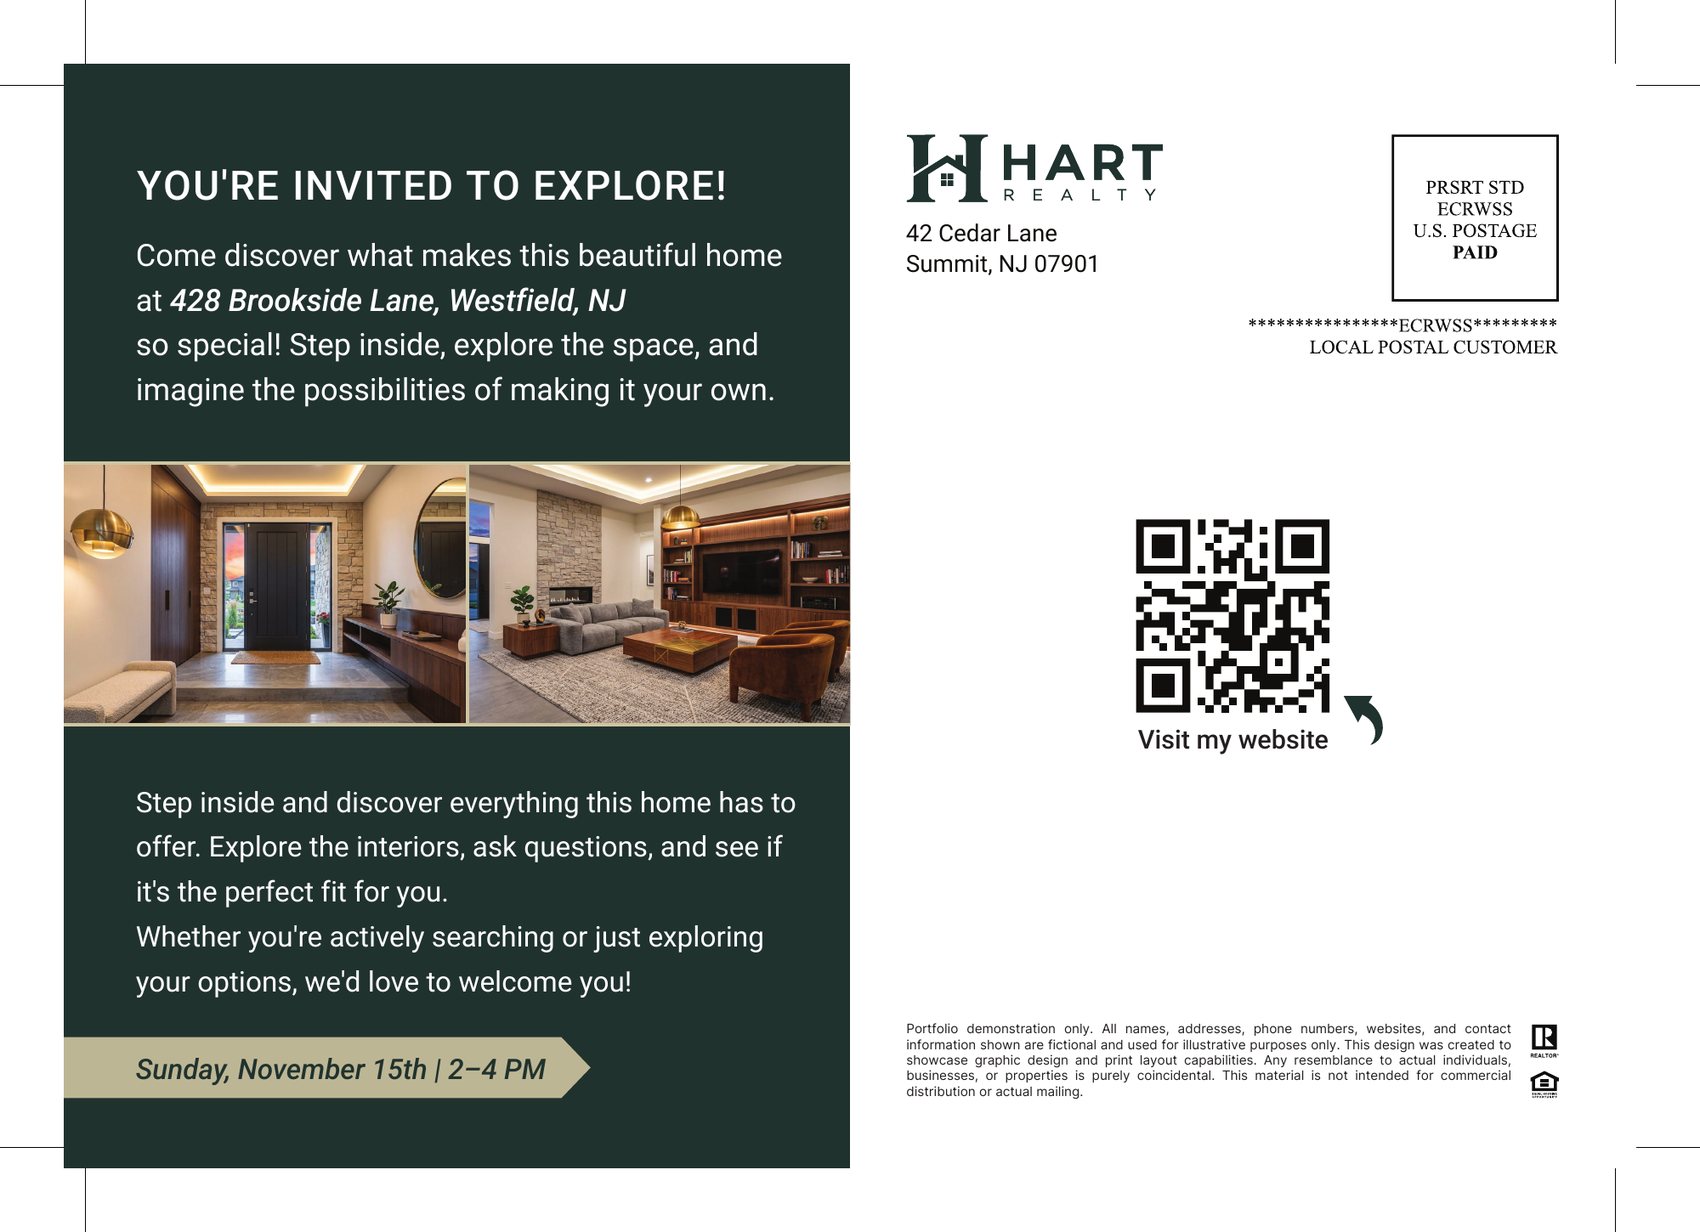 YOU'RE INVITED TO EXPLORE!
Come discover what makes this beautiful home
at 428 Brookside Lane, Westfield, NJ
so special! Step inside, explore the space, and
imagine the possibilities of making it your own.
Step inside and discover everything this home has to
offer. Explore the interiors, ask questions, and see if
it's the perfect fit for you.
Whether you're actively searching or just exploring
your options, we'd love to welcome you!
Sunday, November 15th | 2–4 PM
HART
REALTY
42 Cedar Lane
Summit, NJ 07901
PRSRT STD
ECRWSS
U.S. POSTAGE
PAID
****************ECRWSS*********
LOCAL POSTAL CUSTOMER
Visit my website
Portfolio demonstration only. All names, addresses, phone numbers, websites, and contact
information shown are fictional and used for illustrative purposes only. This design was created to
showcase graphic design and print layout capabilities. Any resemblance to actual individuals,
businesses, or properties is purely coincidental. This material is not intended for commercial
distribution or actual mailing.
REALTOR®
EQUAL HOUSING
OPPORTUNITY